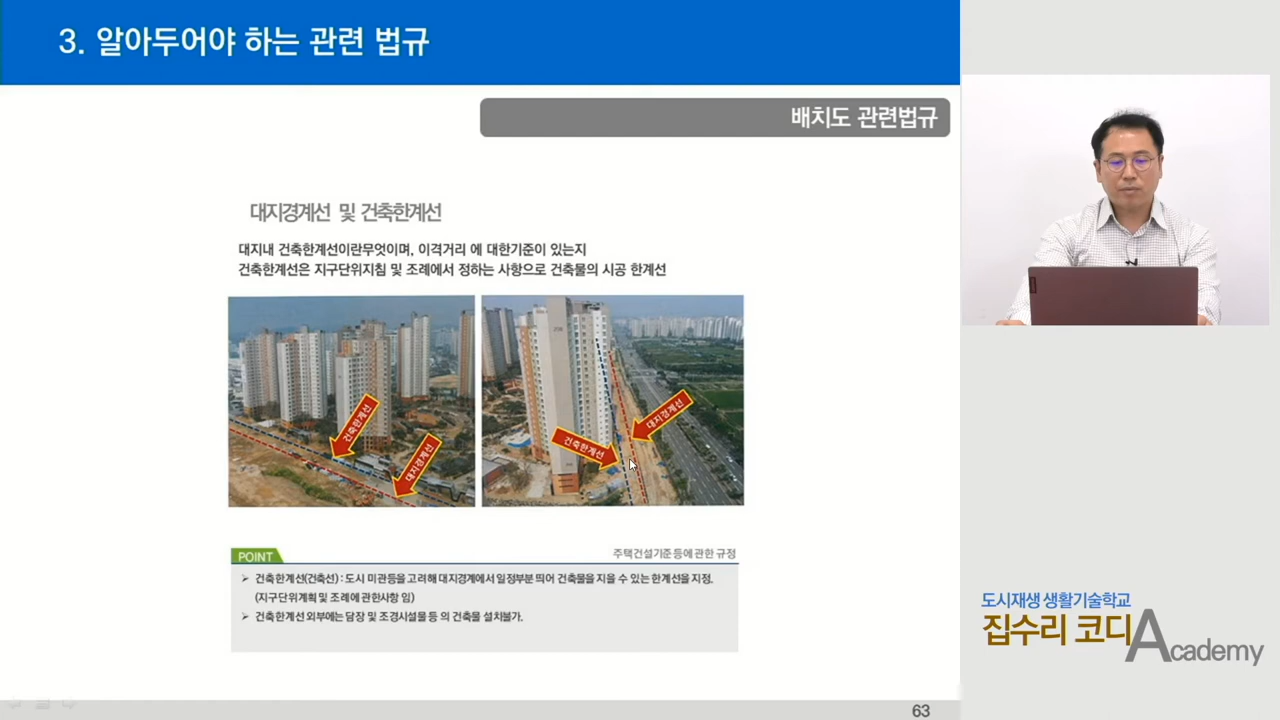 3. 알아두어야 하는 관련 법규
배치도 관련법규
대지경계선 및 건축한계선
대지내 건축한계선이란무엇이며, 이격거리 에 대한기준이 있는지
건축한계선은 지구단위지침 및 조례에서 정하는 사항으로 건축물의 시공 한계선
건축한계선
대지경계선
건축한계선
대지경계선
POINT
주택건설기준 등에 관한 규정
➢ 건축한계선(건축선) : 도시 미관등을 고려해 대지경계에서 일정부분 띄어 건축물을 지을 수 있는 한계선을 지정.
(지구단위계획 및 조례에 관한사항 임)
➢ 건축한계선 외부에는 담장 및 조경시설물 등 의 건축물 설치불가.
63
도시재생 생활기술학교
집수리 코디 Academy